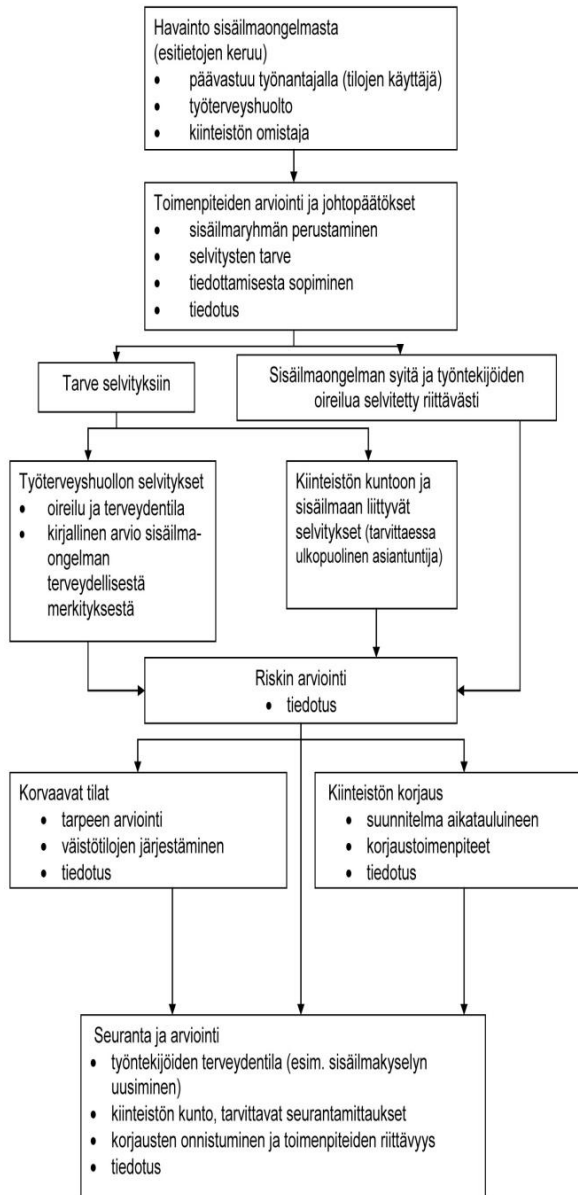 Havainto sisäilmaongelmasta
(esitietojen keruu)
• päävastuu työnantajalla (tilojen käyttäjä)
• työterveyshuolto
• kiinteistön omistaja
Toimenpiteiden arviointi ja johtopäätökset
• sisäilmaryhmän perustaminen
• selvitysten tarve
• tiedottamisesta sopiminen
• tiedotus
Tarve selvityksiin
Sisäilmaongelman syitä ja työntekijöiden
oireilua selvitetty riittävästi
Työterveyshuollon selvitykset
• oireilu ja terveydentila
• kirjallinen arvio sisäilma-
ongelman
terveydellisestä
merkityksestä
Kiinteistön kuntoon ja
sisäilmaan liittyvät
selvitykset (tarvittaessa
ulkopuolinen asiantuntija)
Riskin arviointi
• tiedotus
Korvaavat tilat
• tarpeen arviointi
• väistötilojen järjestäminen
• tiedotus
Kiinteistön korjaus
• suunnitelma aikatauluineen
• korjaustoimenpiteet
• tiedotus
Seuranta ja arviointi
• työntekijöiden terveydentila (esim. sisäilmakyselyn
uusiminen)
• kiinteistön kunto, tarvittavat seurantamittaukset
• korjausten onnistuminen ja toimenpiteiden riittävyys
• tiedotus